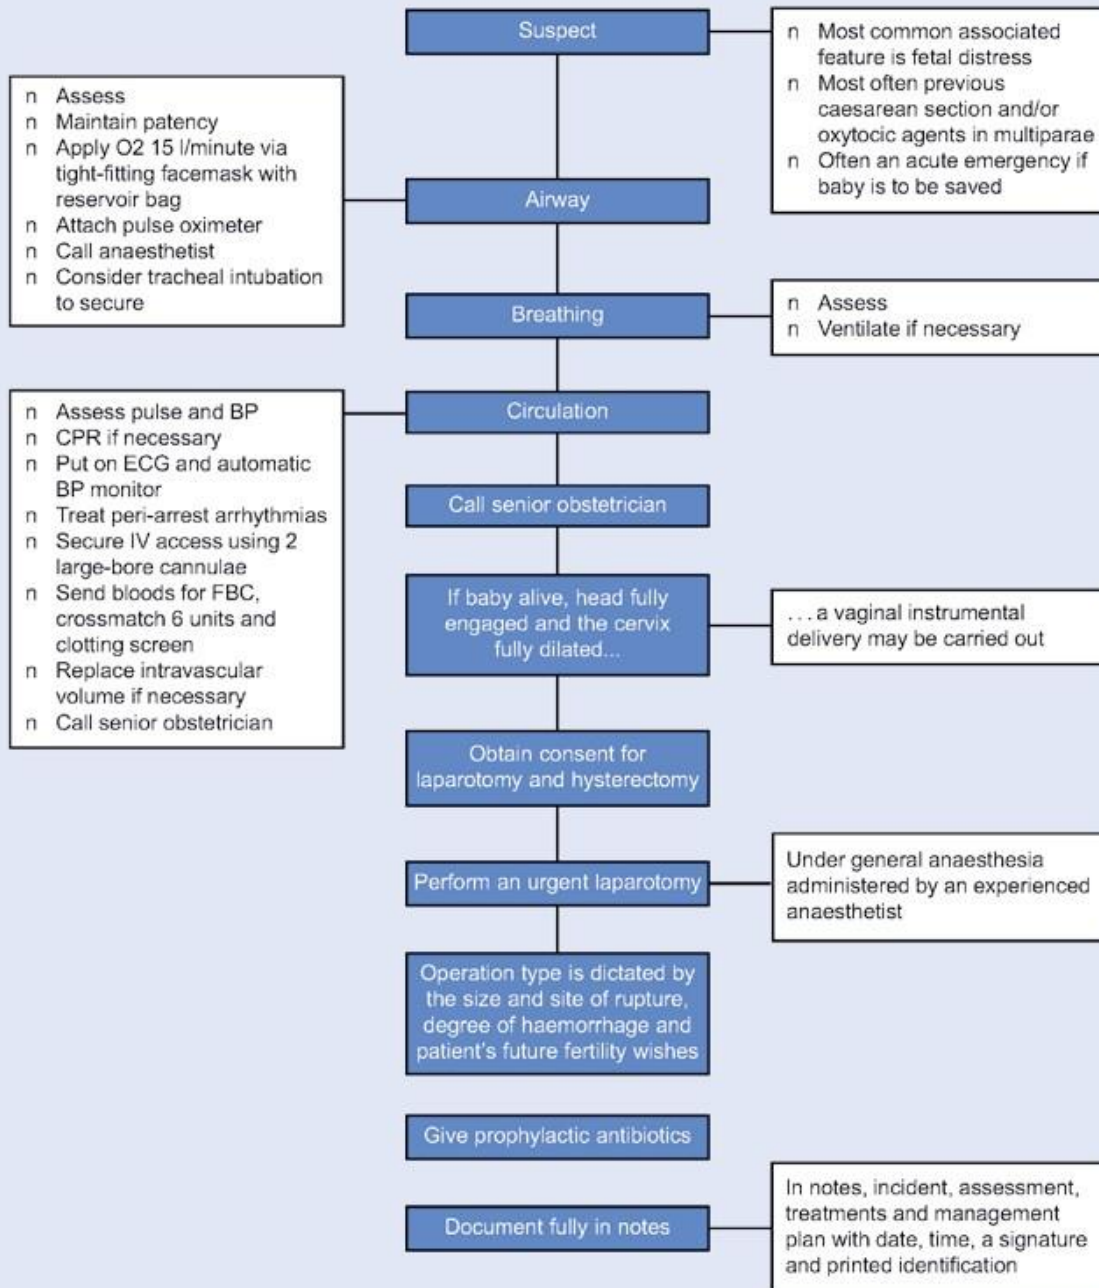 Suspect
n Most common associated
feature is fetal distress
n Most often previous
caesarean section and/or
oxytocic agents in multiparae
n Often an acute emergency if
baby is to be saved
n Assess
n Maintain patency
n Apply O2 15 l/minute via
tight-fitting facemask with
reservoir bag
n Attach pulse oximeter
n Call anaesthetist
n Consider tracheal intubation
to secure
Airway
Breathing
n Assess
n Ventilate if necessary
n Assess pulse and BP
n CPR if necessary
n Put on ECG and automatic
BP monitor
n Treat peri-arrest arrhythmias
n Secure IV access using 2
large-bore cannulae
n Send bloods for FBC,
crossmatch 6 units and
clotting screen
n Replace intravascular
volume if necessary
n Call senior obstetrician
Circulation
Call senior obstetrician
If baby alive, head fully
engaged and the cervix
fully dilated...
...a vaginal instrumental
delivery may be carried out
Obtain consent for
laparotomy and hysterectomy
Perform an urgent laparotomy
Under general anaesthesia
administered by an experienced
anaesthetist
Operation type is dictated by
the size and site of rupture,
degree of haemorrhage and
patient's future fertility wishes
Give prophylactic antibiotics
Document fully in notes
In notes, incident, assessment,
treatments and management
plan with date, time, a signature
and printed identification